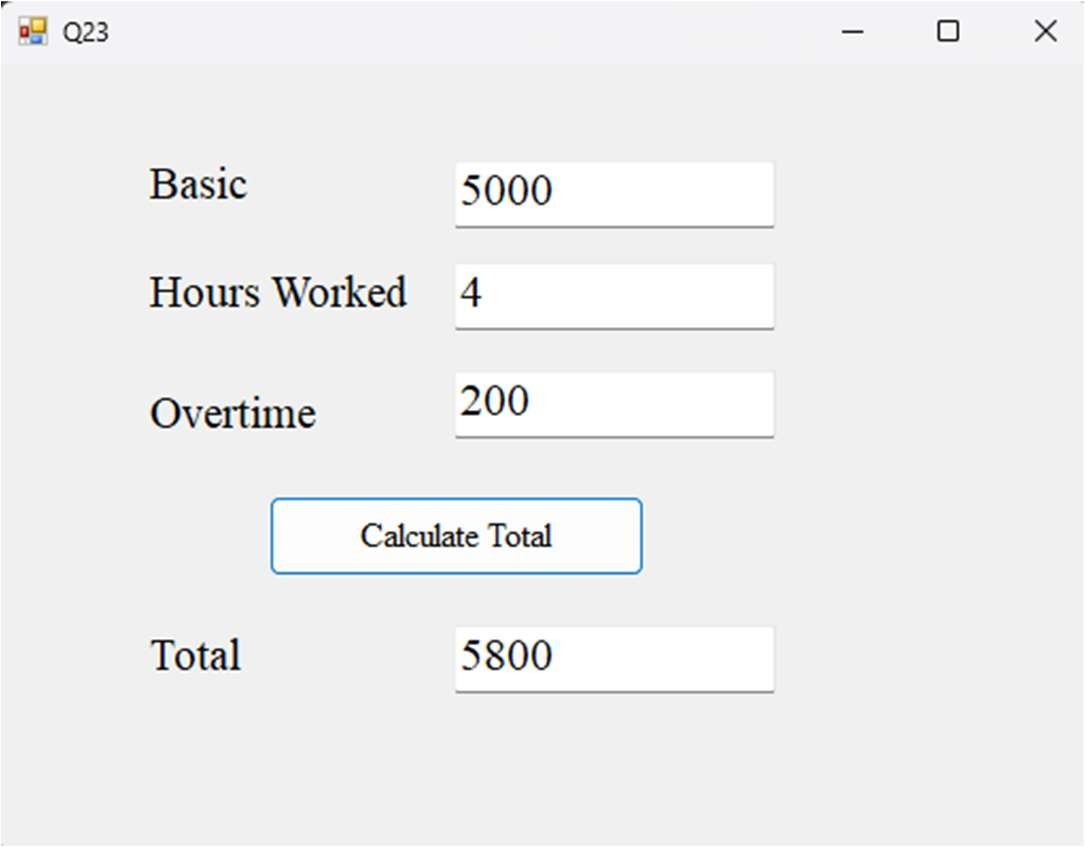 Q23
Basic 5000
Hours Worked 4
Overtime 200
Calculate Total
Total 5800